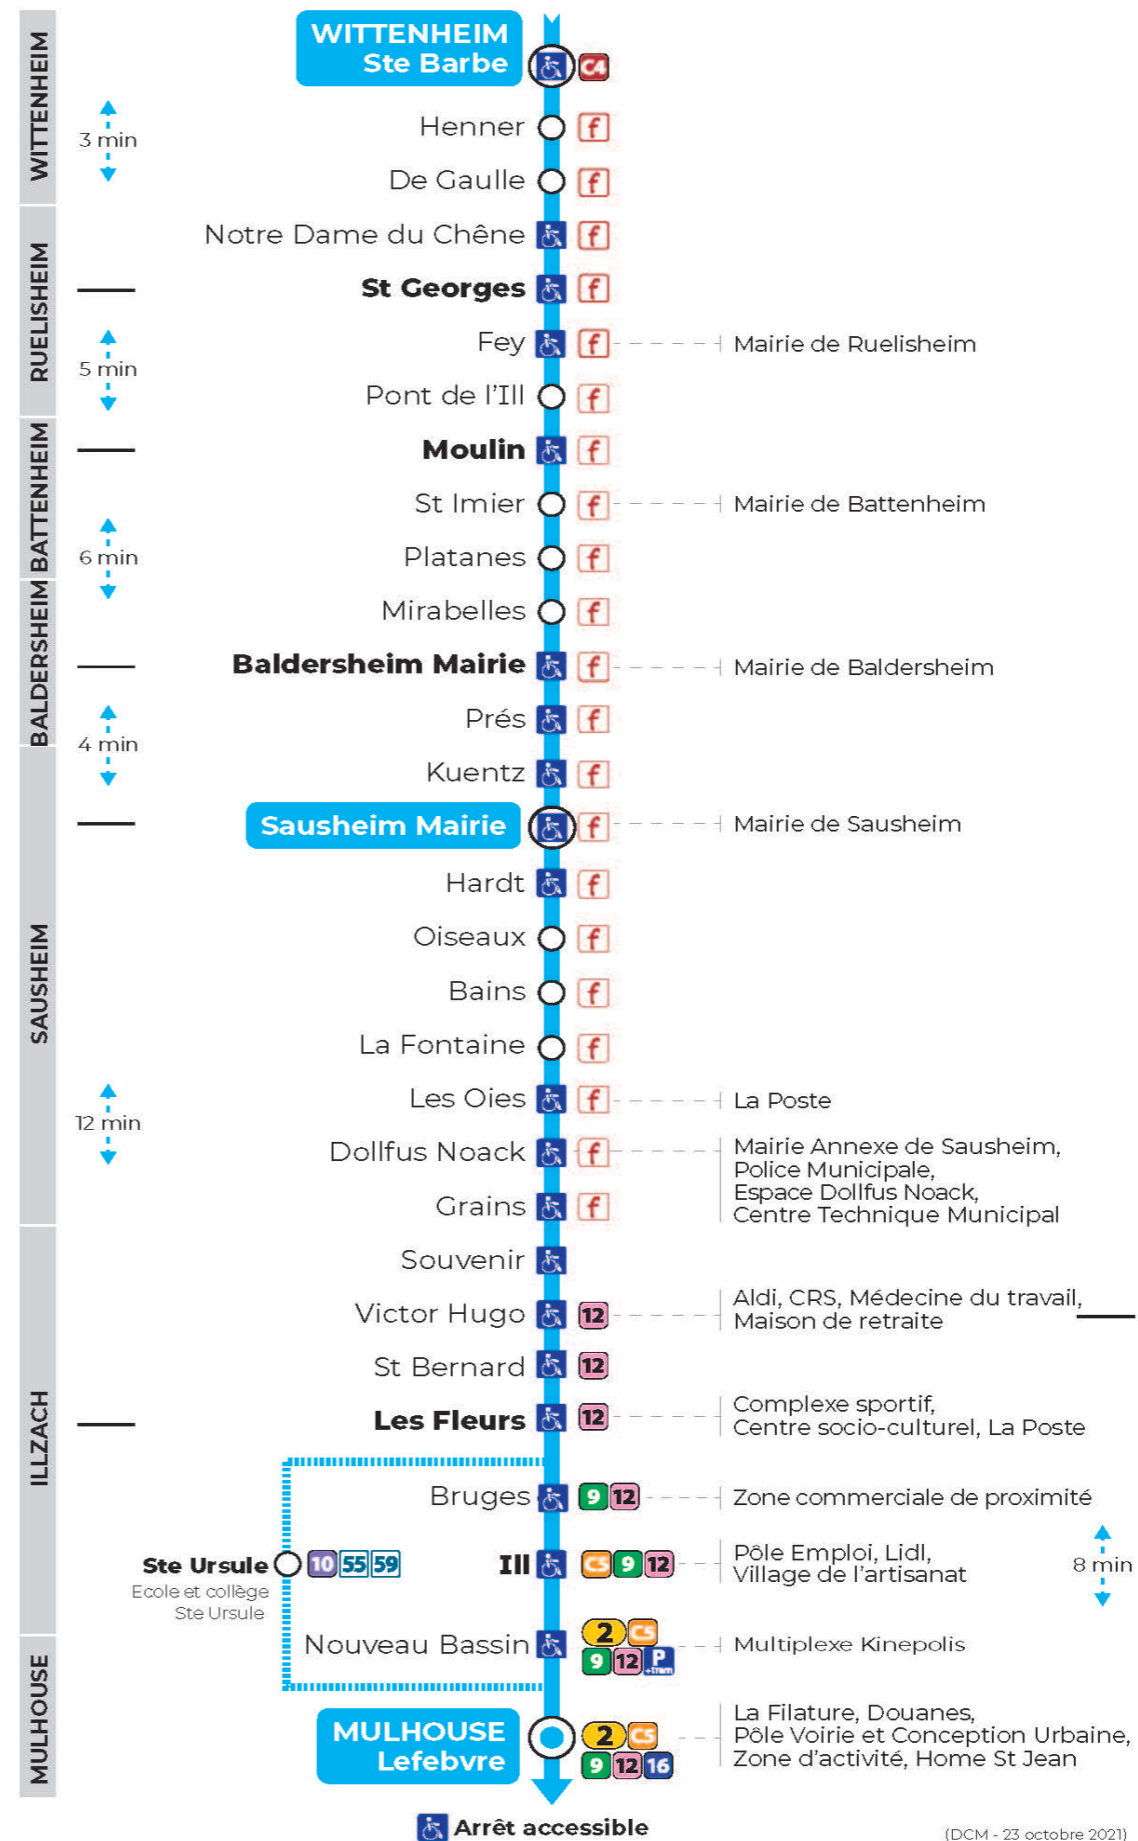 WITTENHEIM
Ste Barbe
C4
WITTENHEIM
3 min
Henner
f
De Gaulle
f
RUELISHEIM
Notre Dame du Chêne
f
St Georges
f
Fey
f
Mairie de Ruelisheim
5 min
Pont de l'Ill
f
BATTENHEIM
Moulin
f
St Imier
f
Mairie de Battenheim
6 min
Platanes
f
BALDERSHEIM
Mirabelles
f
Baldersheim Mairie
f
Mairie de Baldersheim
Prés
f
4 min
Kuentz
f
SAUSHEIM
Sausheim Mairie
f
Mairie de Sausheim
Hardt
f
Oiseaux
f
Bains
f
La Fontaine
f
Les Oies
f
La Poste
12 min
Dollfus Noack
f
Mairie Annexe de Sausheim,
Police Municipale,
Espace Dollfus Noack,
Centre Technique Municipal
Grains
f
ILLZACH
Souvenir
Victor Hugo
12
Aldi, CRS, Médecine du travail,
Maison de retraite
St Bernard
12
Les Fleurs
12
Complexe sportif,
Centre socio-culturel, La Poste
Bruges
9 12
Zone commerciale de proximité
Ste Ursule
10 55 59
Ecole et collège
Ste Ursule
Ill
C5 9 12
Pôle Emploi, Lidl,
Village de l'artisanat
8 min
Nouveau Bassin
2 C5
9 12 P
+tram
Multiplexe Kinepolis
MULHOUSE
MULHOUSE
Lefebvre
2 C5
9 12 16
La Filature, Douanes,
Pôle Voirie et Conception Urbaine,
Zone d'activité, Home St Jean
Arrêt accessible
(DCM - 23 octobre 2021)